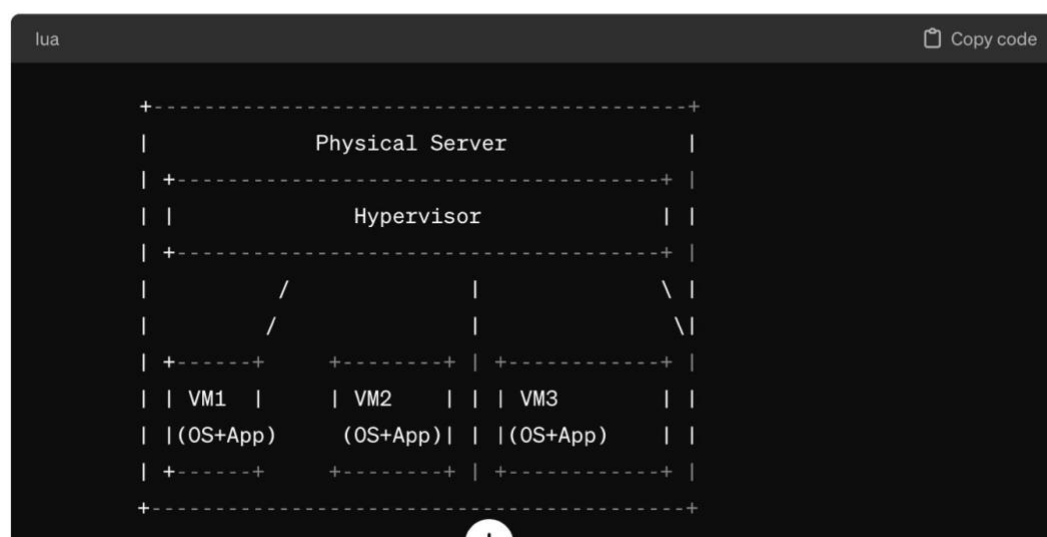 lua
Copy code
+------------------------------------------+
|             Physical Server              |
| +--------------------------------------+ |
| |              Hypervisor              | |
| +--------------------------------------+ |
|          /              |              \ |
|         /               |               \|
| +------+     +--------+ | +------------+ |
| | VM1  |     | VM2    | | | VM3        | |
| |(OS+App)     (OS+App)| | |(OS+App)    | |
| +------+     +--------+ | +------------+ |
+------------------------------------------+